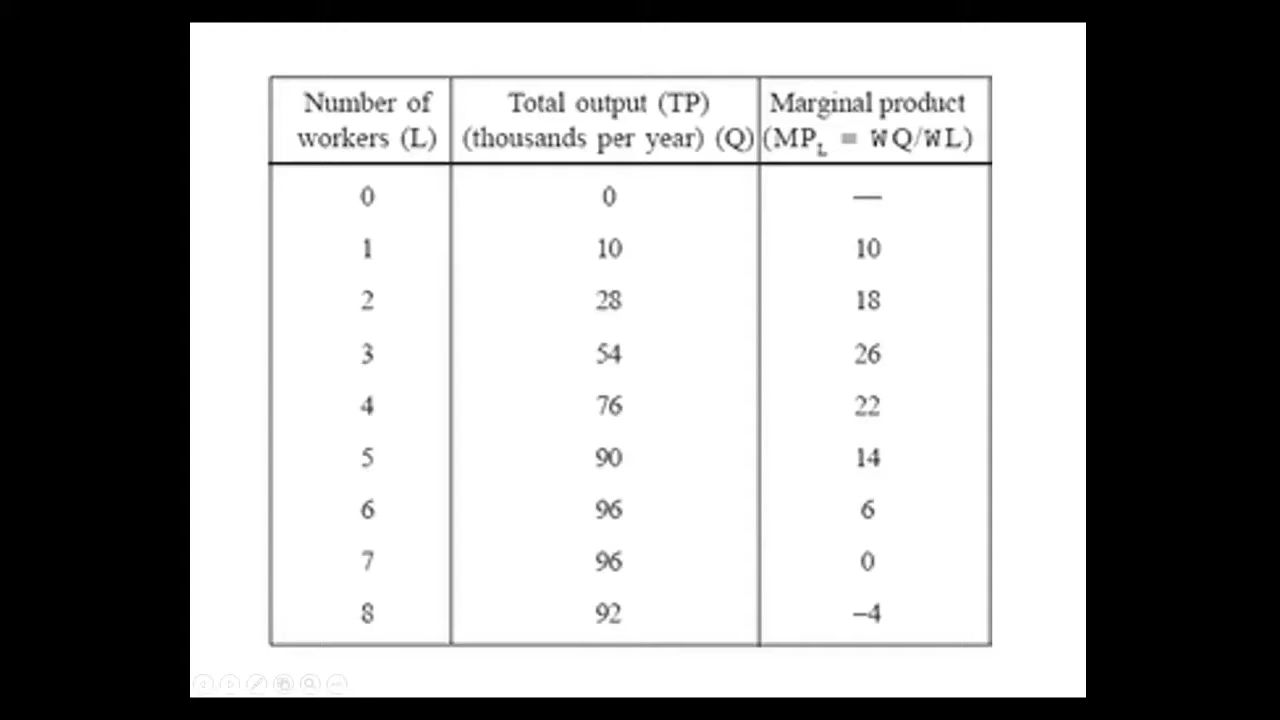 Number of workers (L) Total output (TP) (thousands per year) (Q) Marginal product (MP_L = WQ/WL)
0 0 —
1 10 10
2 28 18
3 54 26
4 76 22
5 90 14
6 96 6
7 96 0
8 92 –4